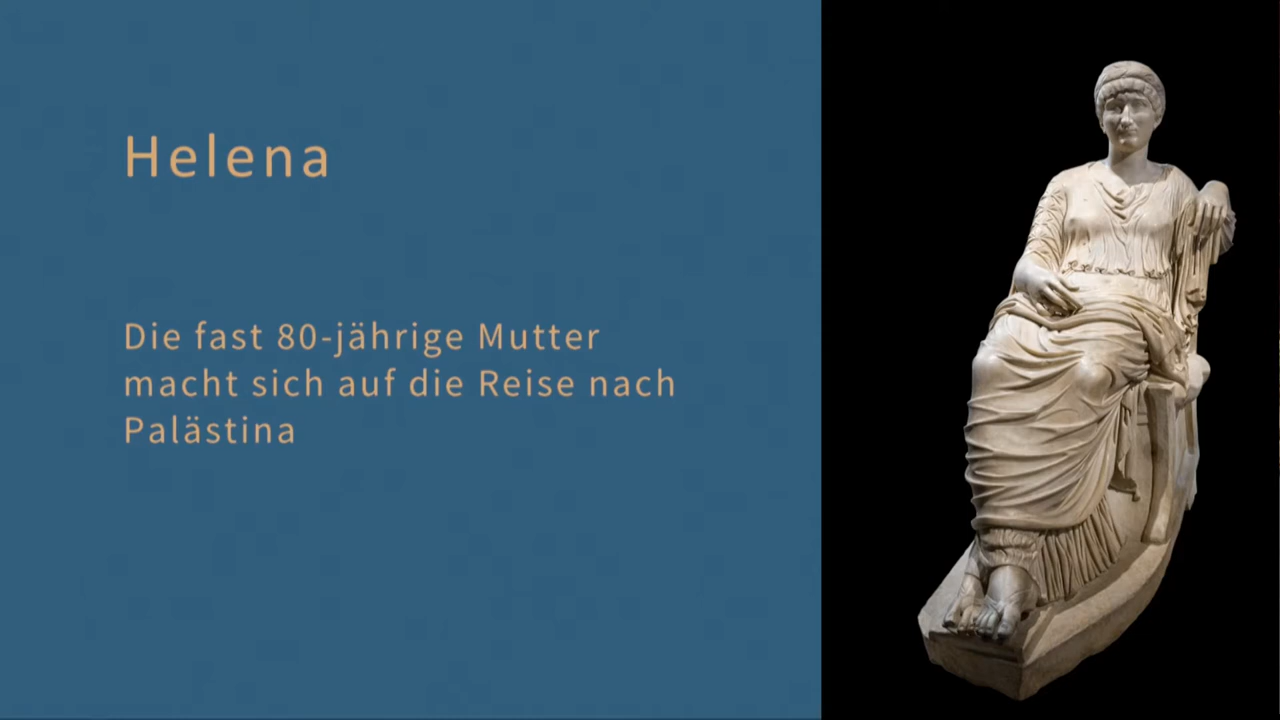 Helena
Die fast 80-jährige Mutter
macht sich auf die Reise nach
Palästina